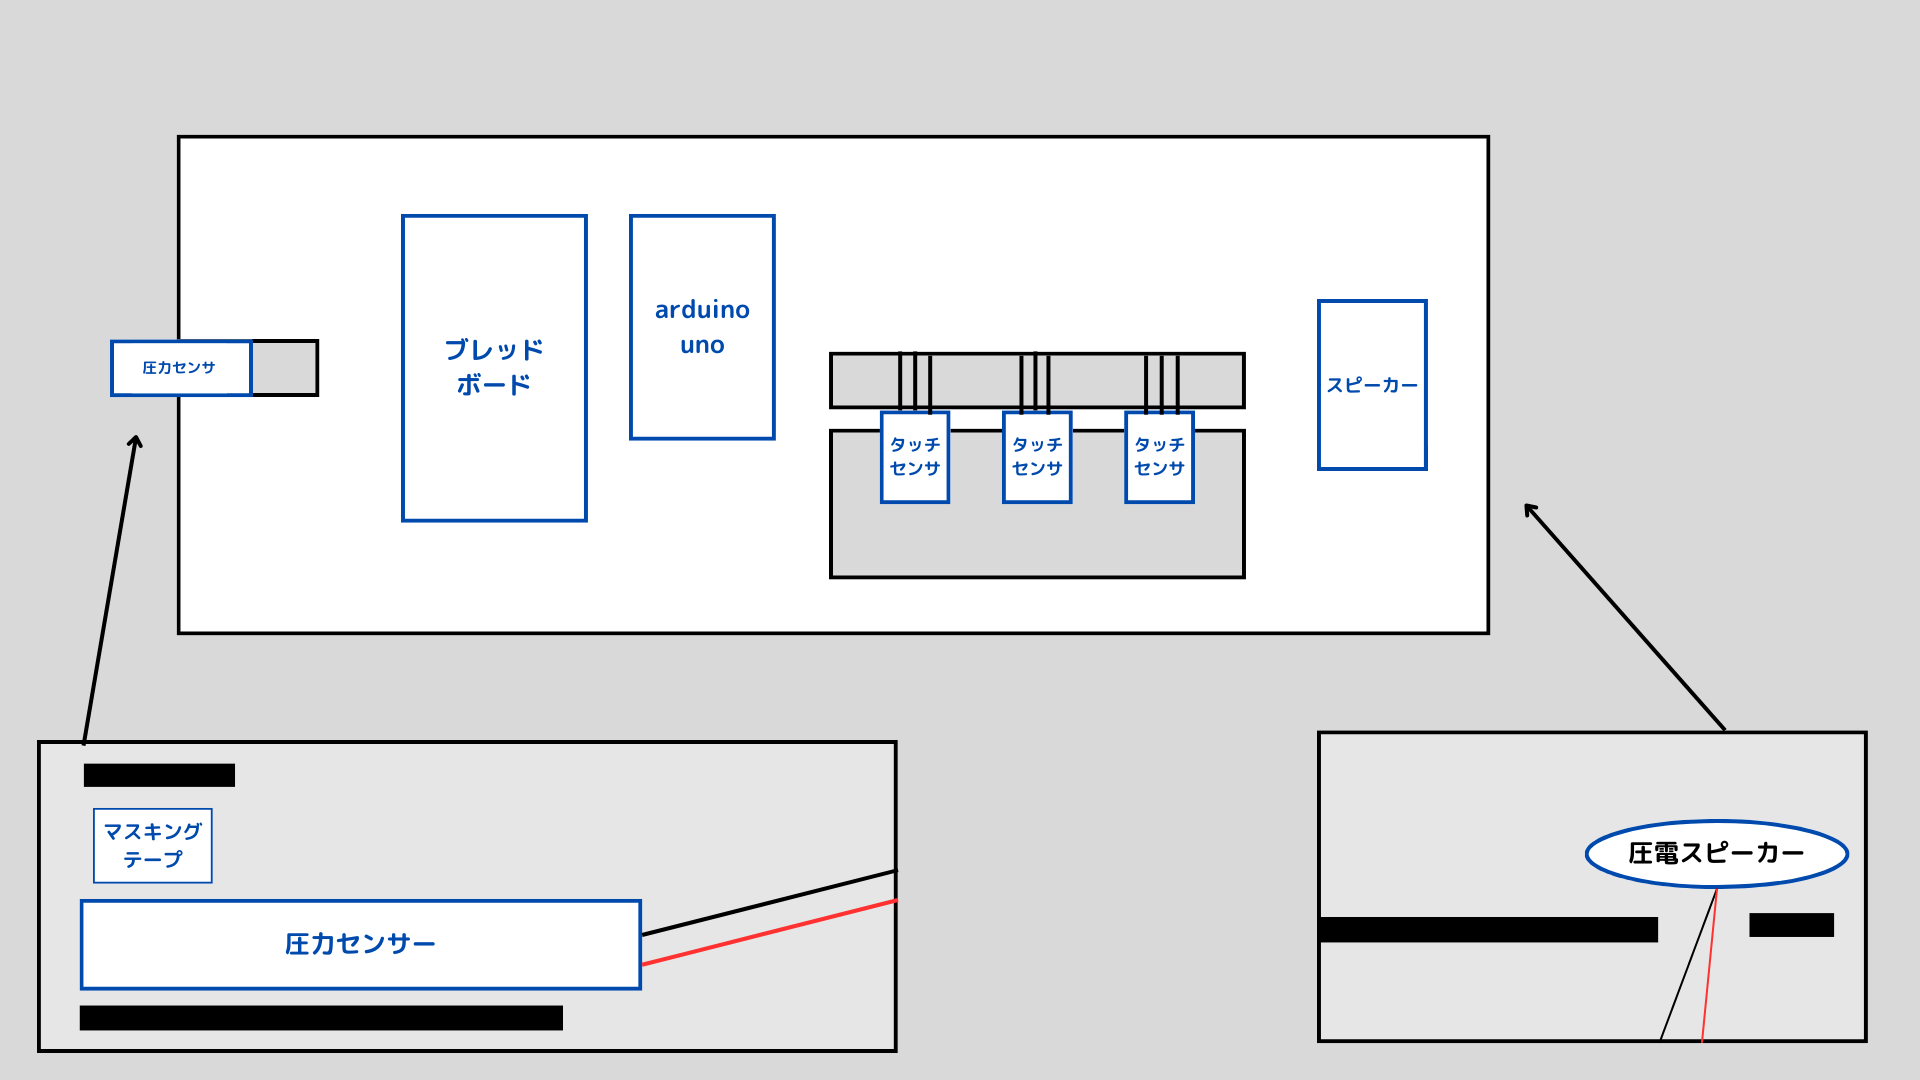 ブレッド
ボード
arduino
uno
圧力センサ
タッチ
センサ
タッチ
センサ
タッチ
センサ
スピーカー
マスキング
テープ
圧力センサー
圧電スピーカー